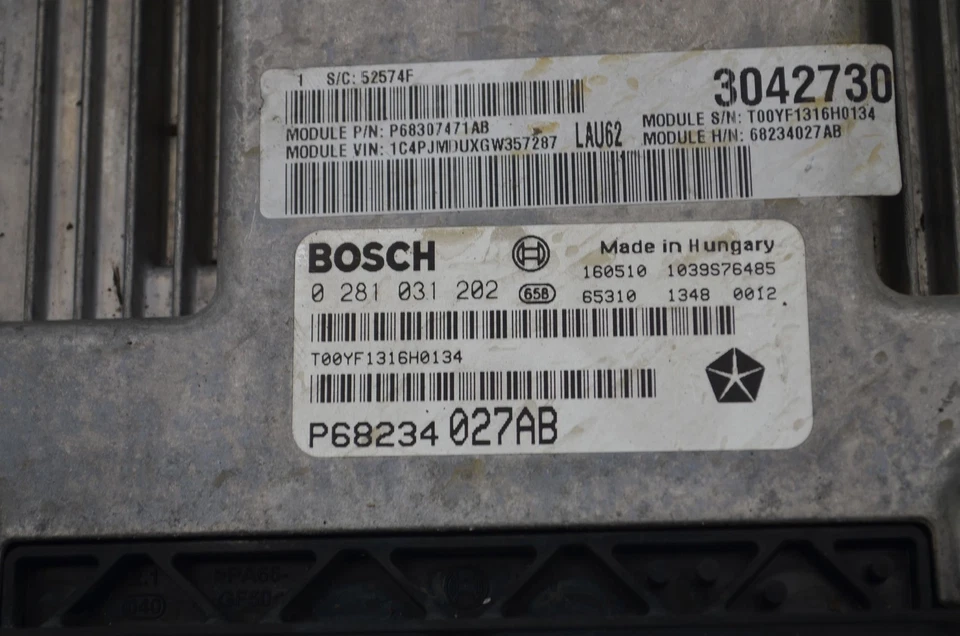 1 S/C: 52574F
3042730
MODULE P/N: P68307471AB
LAU62
MODULE S/N: T00YF1316H0134
MODULE VIN: 1C4PJMDUXGW357287
MODULE H/N: 68234027AB
BOSCH
Made in Hungary
160510 1039S76485
0 281 031 202
658
65310 1348 0012
T00YF1316H0134
P68234 027AB